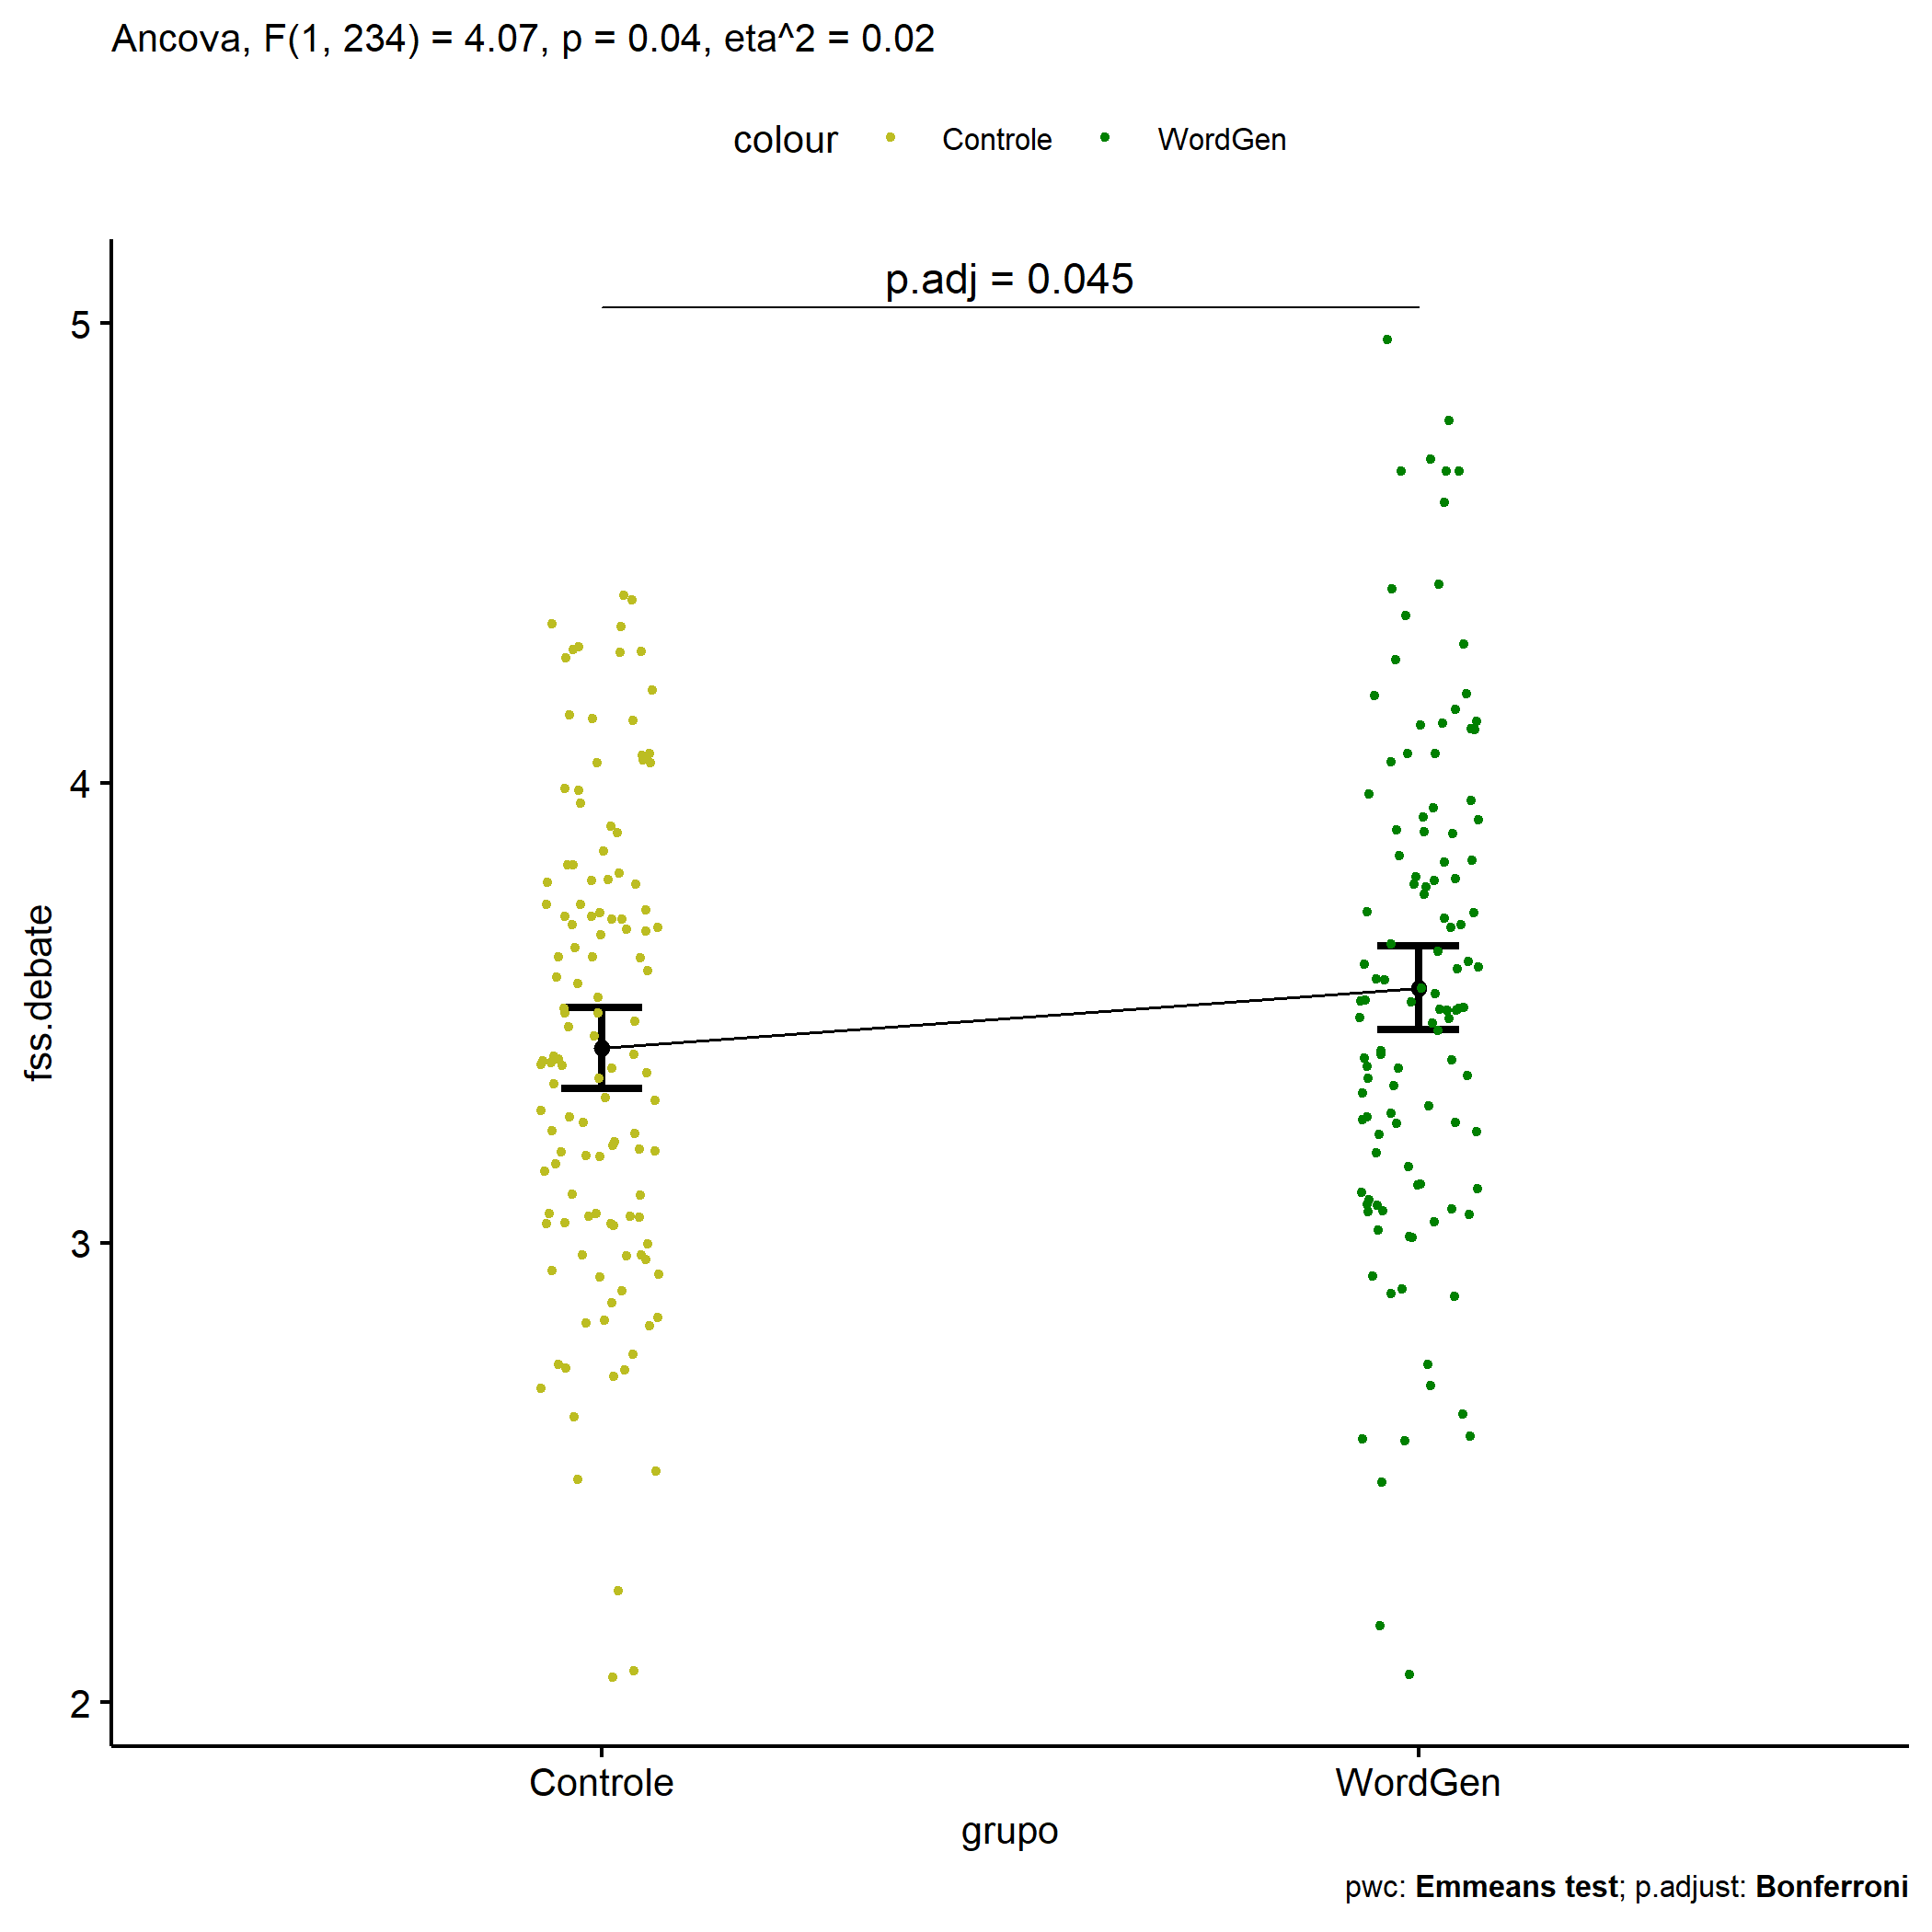 Ancova, F(1, 234) = 4.07, p = 0.04, eta^2 = 0.02
colour Controle WordGen
p.adj = 0.045
5
4
3
2
fss.debate
Controle WordGen
grupo
pwc: Emmeans test; p.adjust: Bonferroni